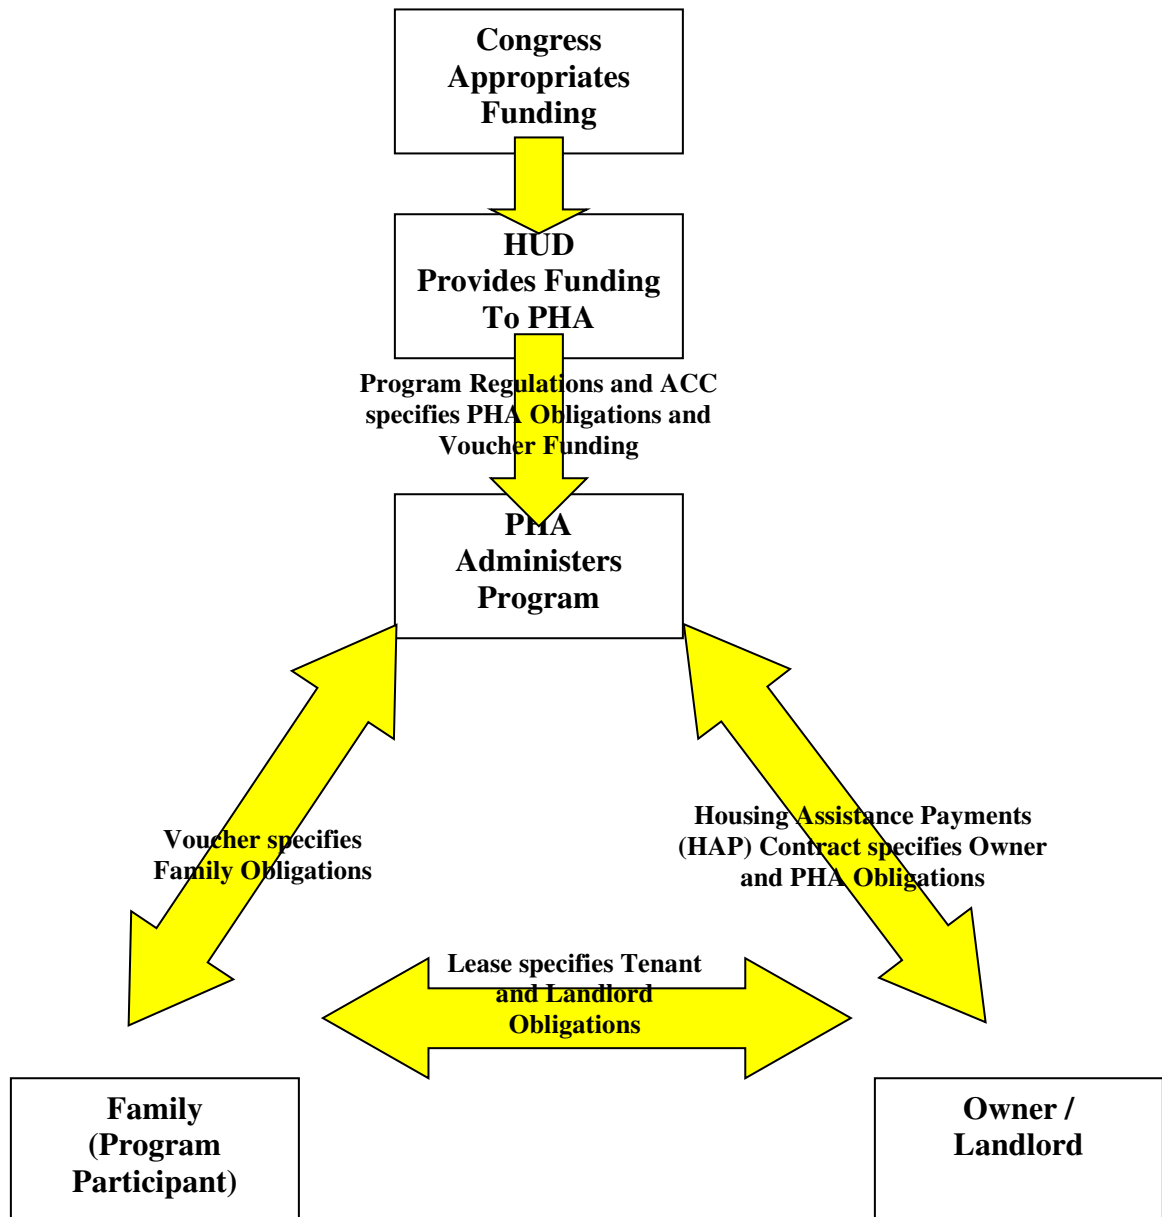 Congress
Appropriates
Funding
HUD
Provides Funding
To PHA
Program Regulations and ACC
specifies PHA Obligations and
Voucher Funding
PHA
Administers
Program
Voucher specifies
Family Obligations
Housing Assistance Payments
(HAP) Contract specifies Owner
and PHA Obligations
Lease specifies Tenant
and Landlord
Obligations
Family
(Program
Participant)
Owner /
Landlord